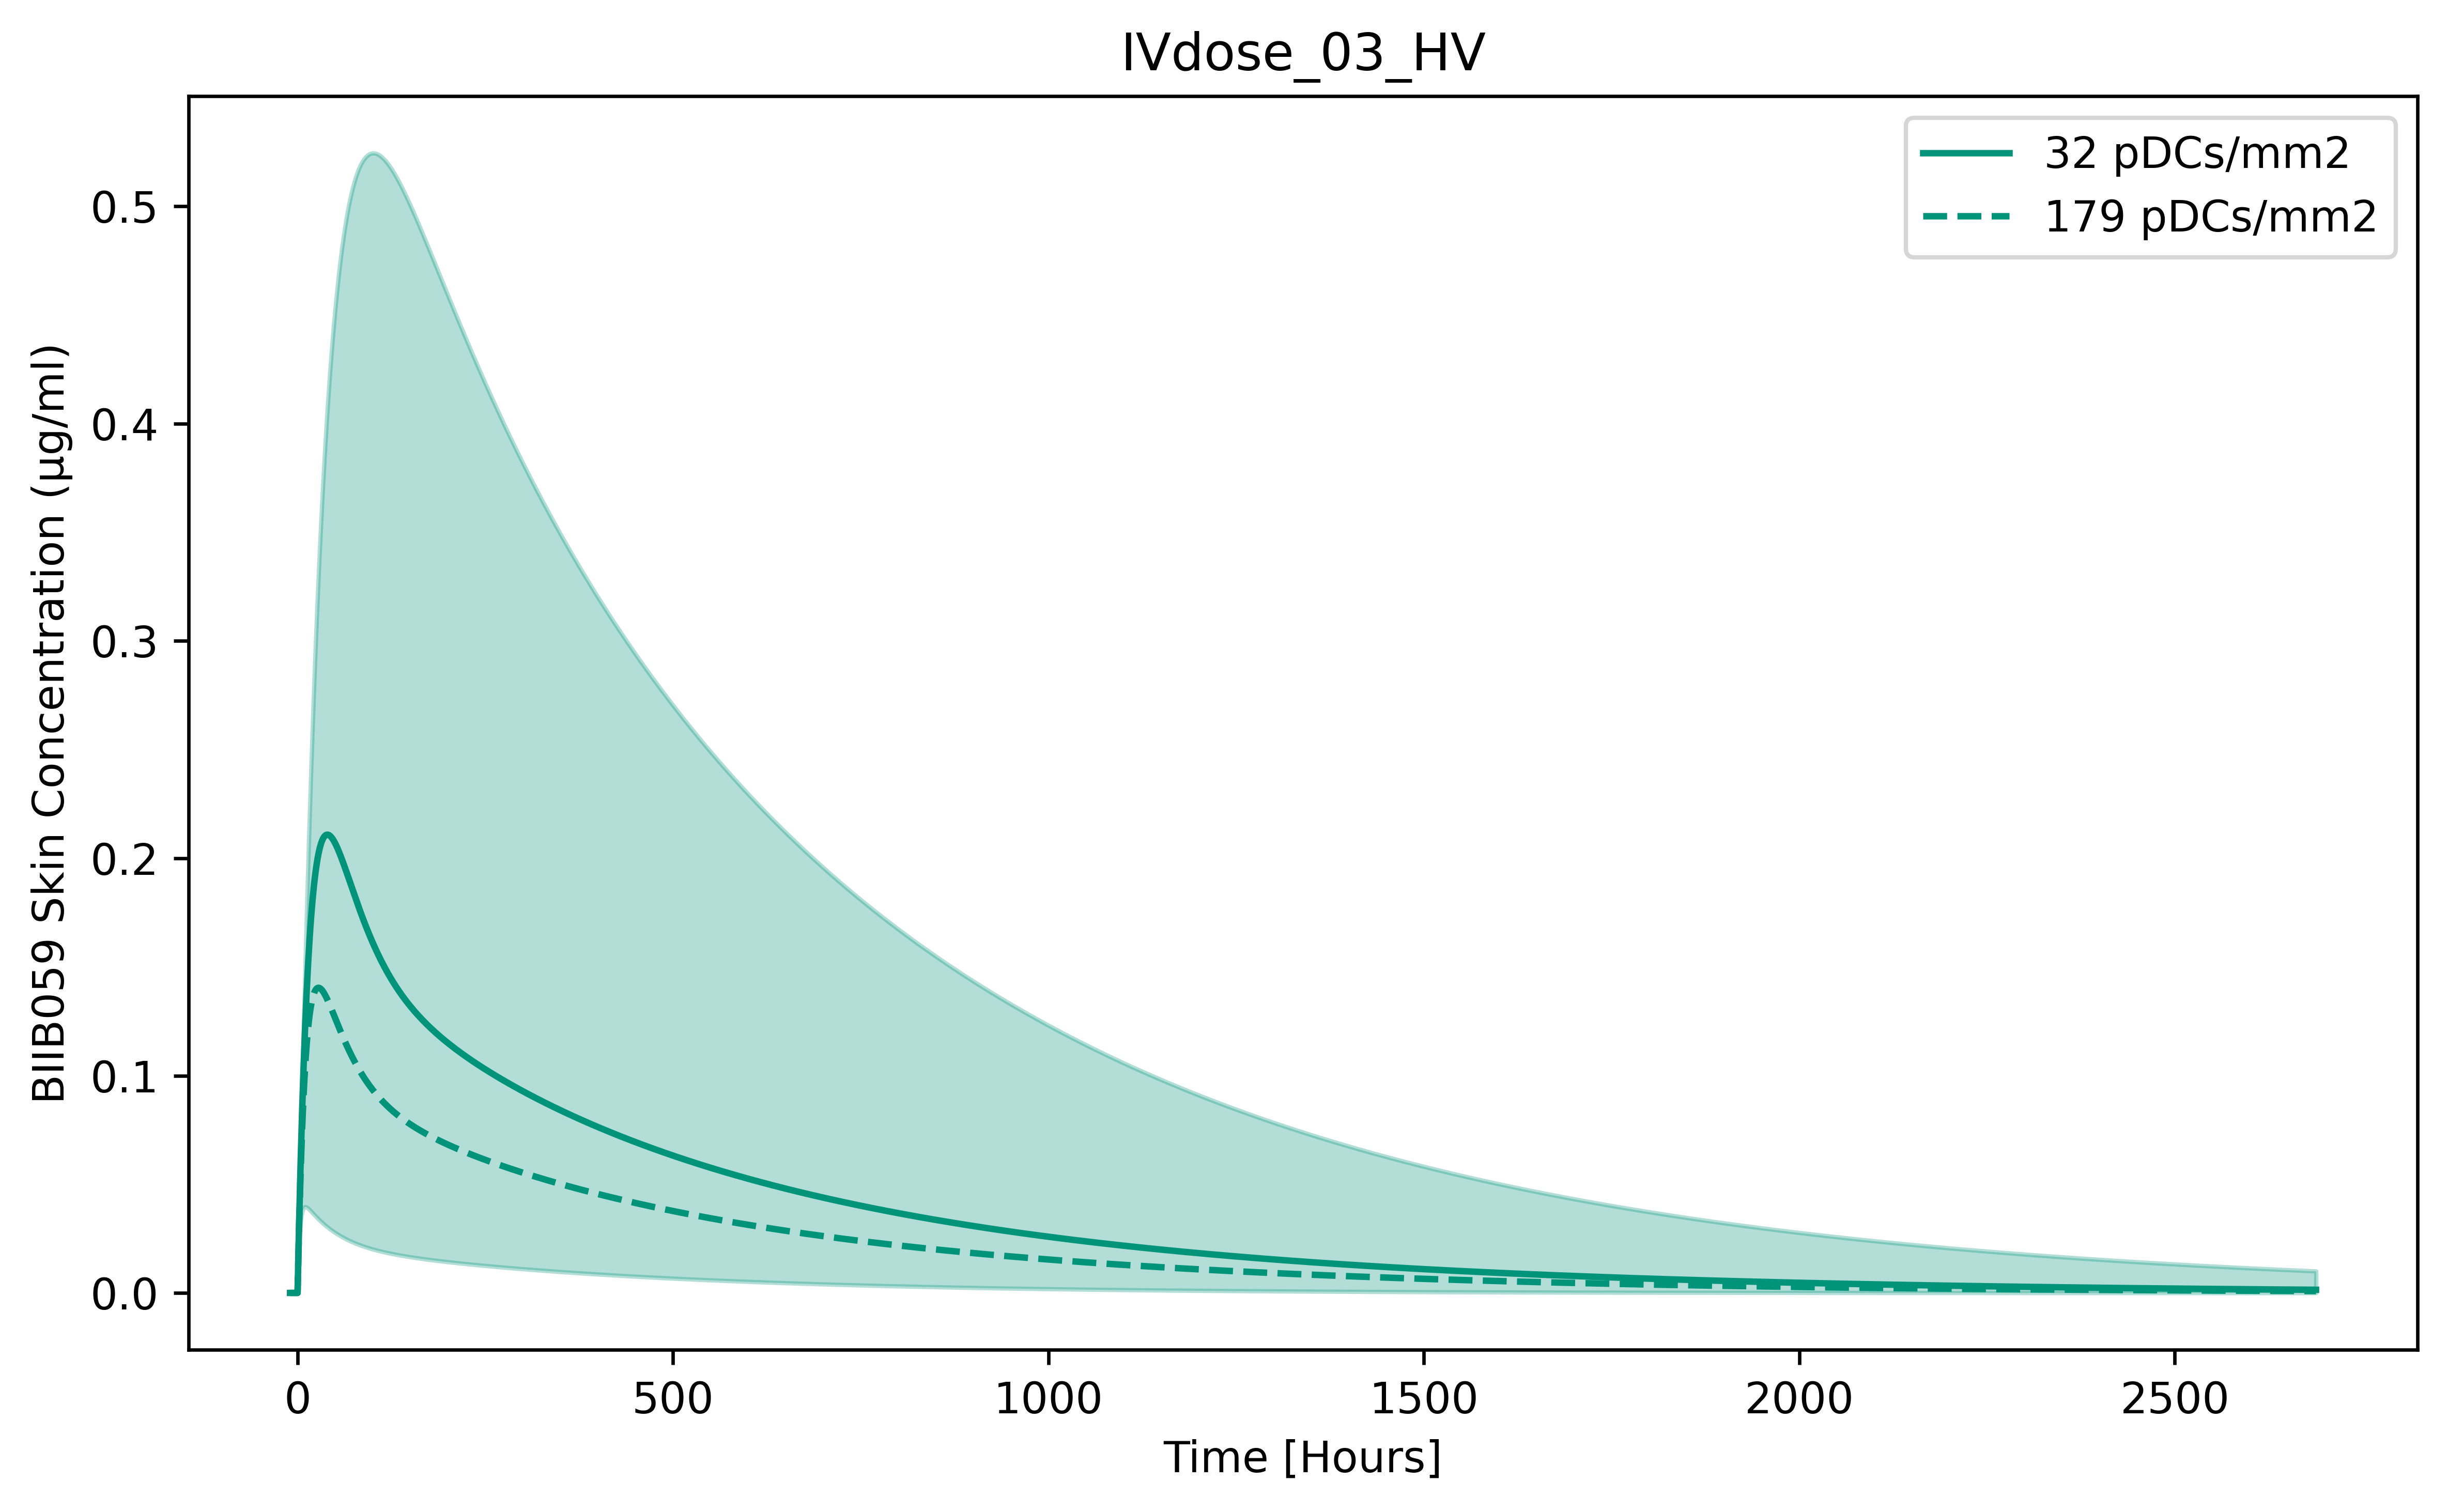 IVdose_03_HV
32 pDCs/mm2
179 pDCs/mm2
BIIB059 Skin Concentration (µg/ml)
0.5
0.4
0.3
0.2
0.1
0.0
0
500
1000
1500
2000
2500
Time [Hours]